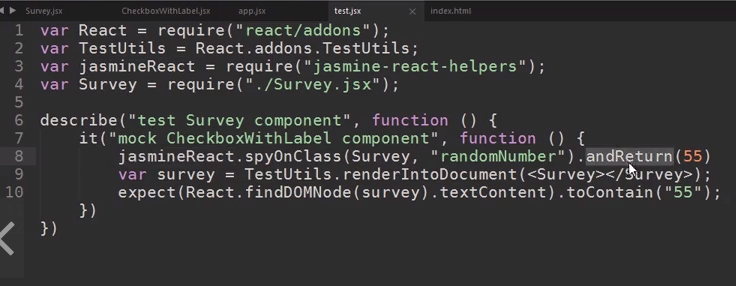 Survey.jsx CheckboxWithLabel.jsx app.jsx test.jsx index.html
1 var React = require("react/addons");
2 var TestUtils = React.addons.TestUtils;
3 var jasmineReact = require("jasmine-react-helpers");
4 var Survey = require("./Survey.jsx");
5
6 describe("test Survey component", function () {
7 it("mock CheckboxWithLabel component", function () {
8 jasmineReact.spyOnClass(Survey, "randomNumber").andReturn(55)
9 var survey = TestUtils.renderIntoDocument(<Survey></Survey>);
10 expect(React.findDOMNode(survey).textContent).toContain("55");
})
})